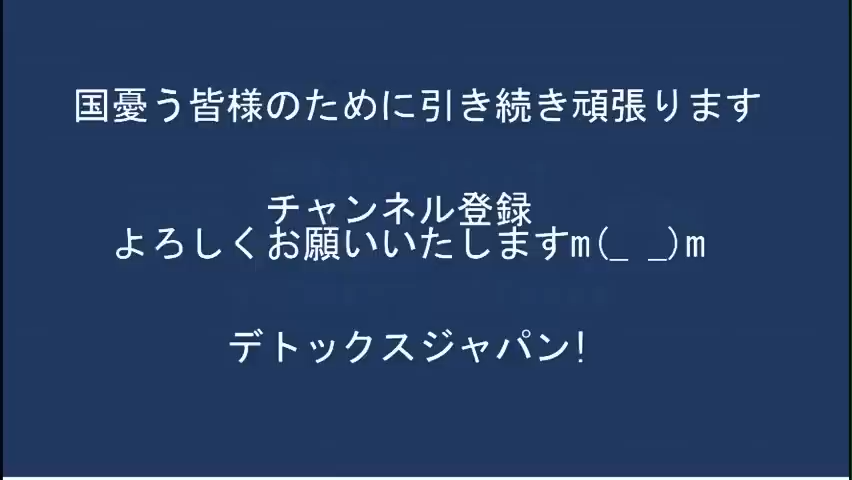 国憂う皆様のために引き続き頑張ります
チャンネル登録
よろしくお願いいたしますm(_ _)m
デトックスジャパン!